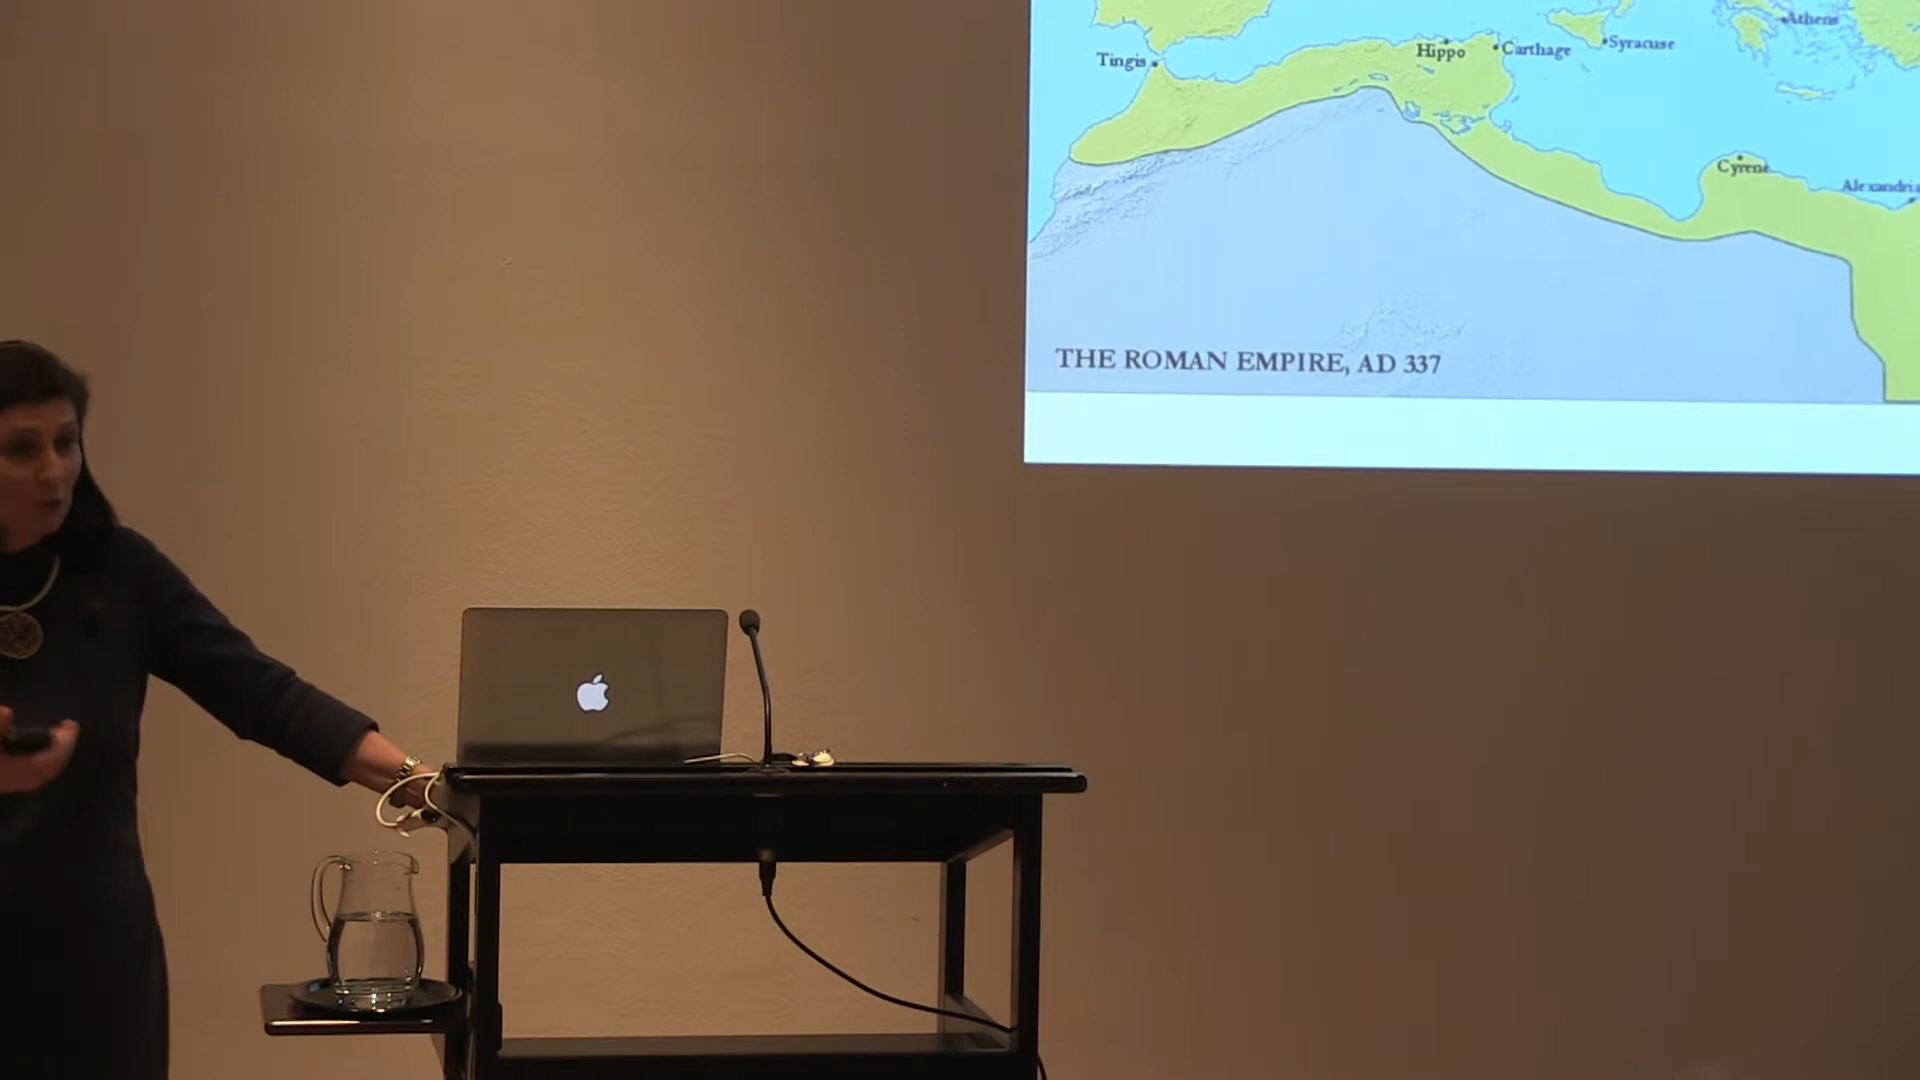 Athens
Tingis
Hippo
Carthage
Syracuse
Cyrene
Alexandria
THE ROMAN EMPIRE, AD 337